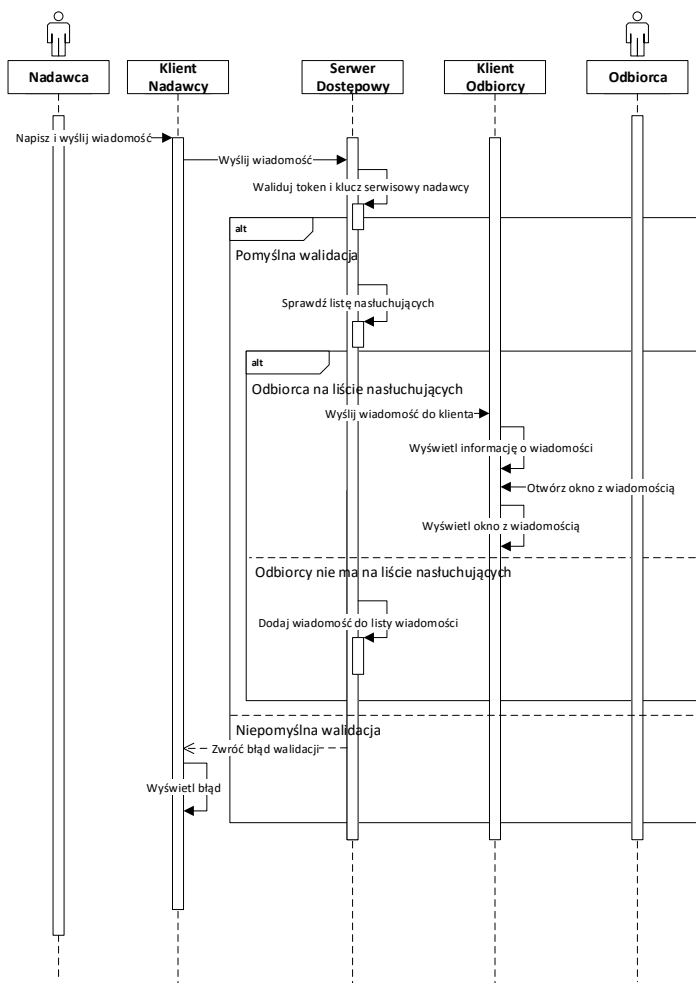 Nadawca
Klient
Nadawcy
Serwer
Dostępowy
Klient
Odbiorcy
Odbiorca
Napisz i wyślij wiadomość
Wyślij wiadomość
Waliduj token i klucz serwisowy nadawcy
alt
Pomyślna walidacja
Sprawdź listę nasłuchujących
alt
Odbiorca na liście nasłuchujących
Wyślij wiadomość do klienta
Wyświetl informację o wiadomości
Otwórz okno z wiadomością
Wyświetl okno z wiadomością
Odbiorcy nie ma na liście nasłuchujących
Dodaj wiadomość do listy wiadomości
Niepomyślna walidacja
Zwróć błąd walidacji
Wyświetl błąd